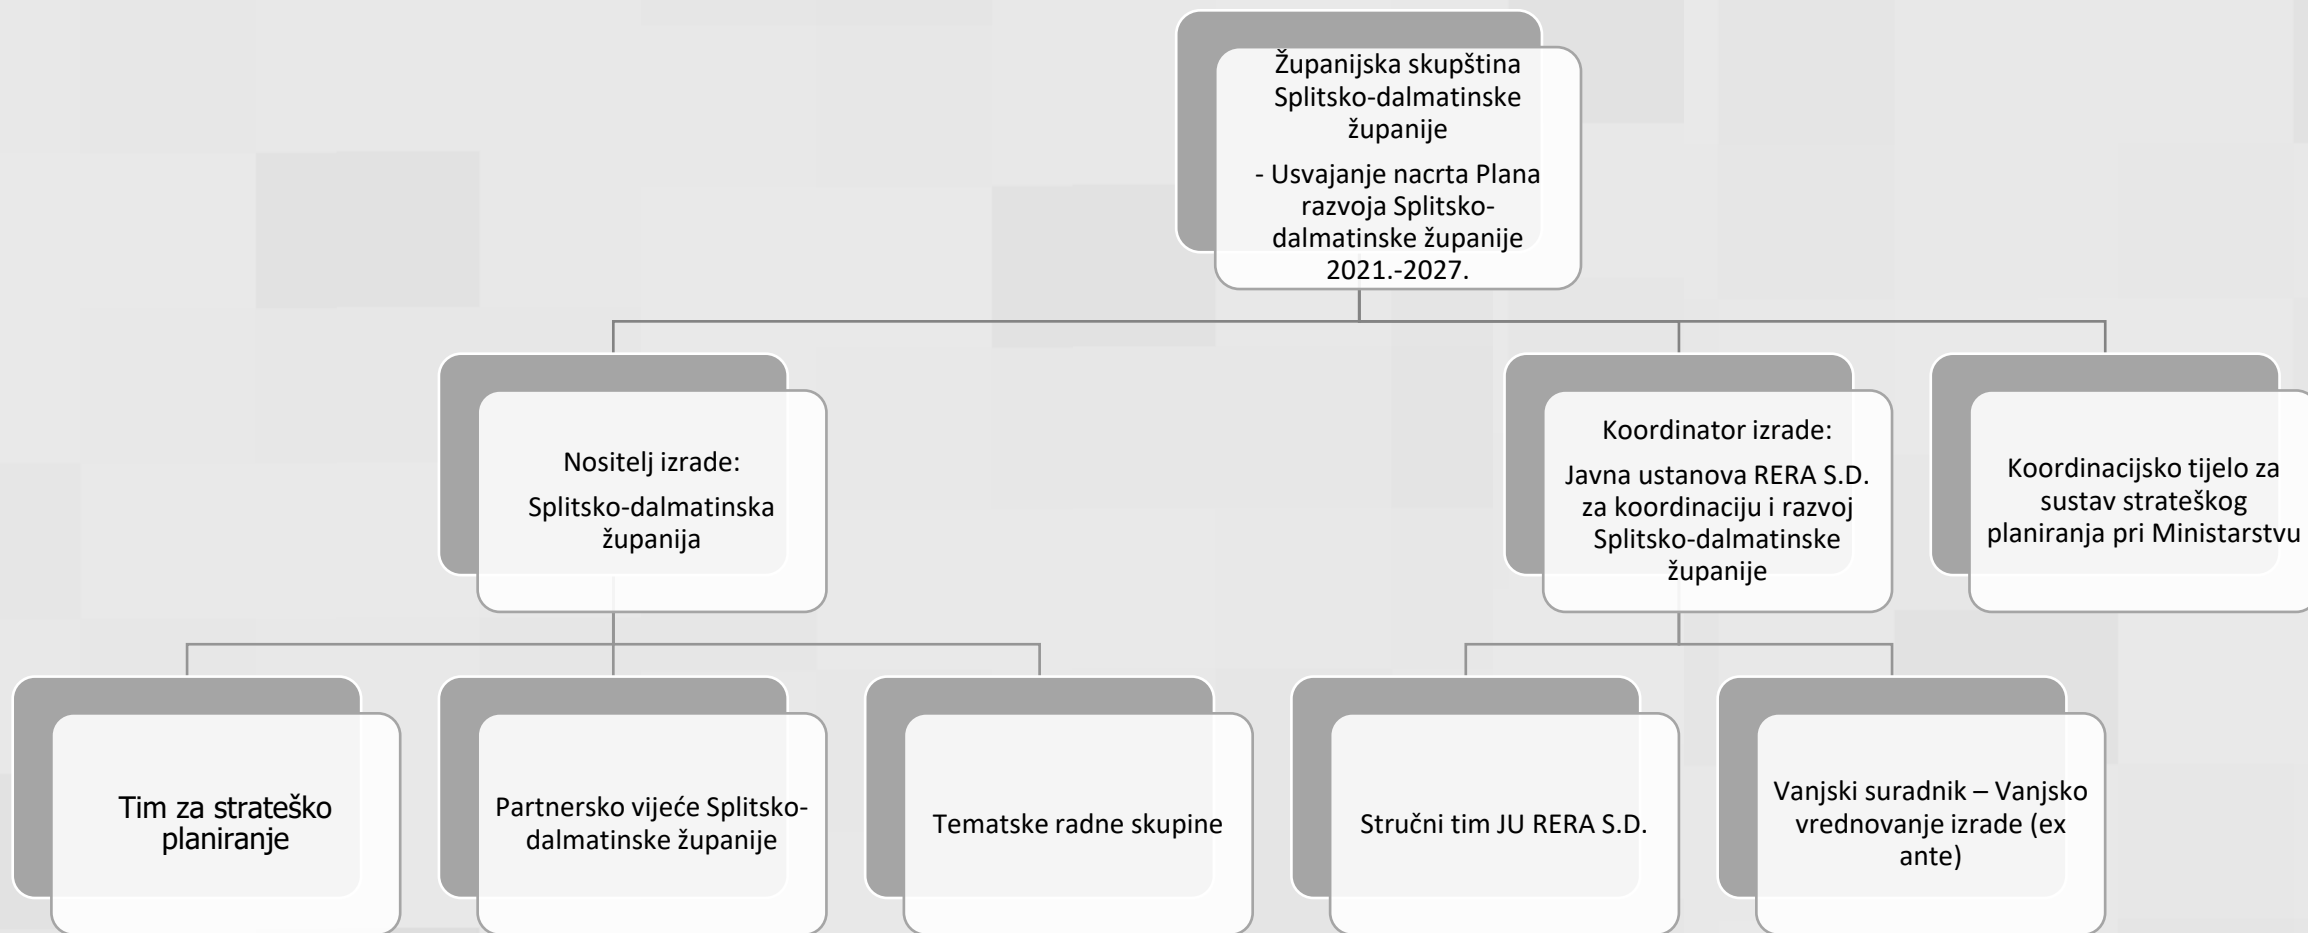 Županijska skupština
Splitsko-dalmatinske
županije
- Usvajanje nacrta Plana
razvoja Splitsko-
dalmatinske županije
2021.-2027.
Nositelj izrade:
Splitsko-dalmatinska
županija
Koordinator izrade:
Javna ustanova RERA S.D.
za koordinaciju i razvoj
Splitsko-dalmatinske
županije
Koordinacijsko tijelo za
sustav strateškog
planiranja pri Ministarstvu
Tim za strateško
planiranje
Partnersko vijeće Splitsko-
dalmatinske županije
Tematske radne skupine
Stručni tim JU RERA S.D.
Vanjski suradnik – Vanjsko
vrednovanje izrade (ex
ante)